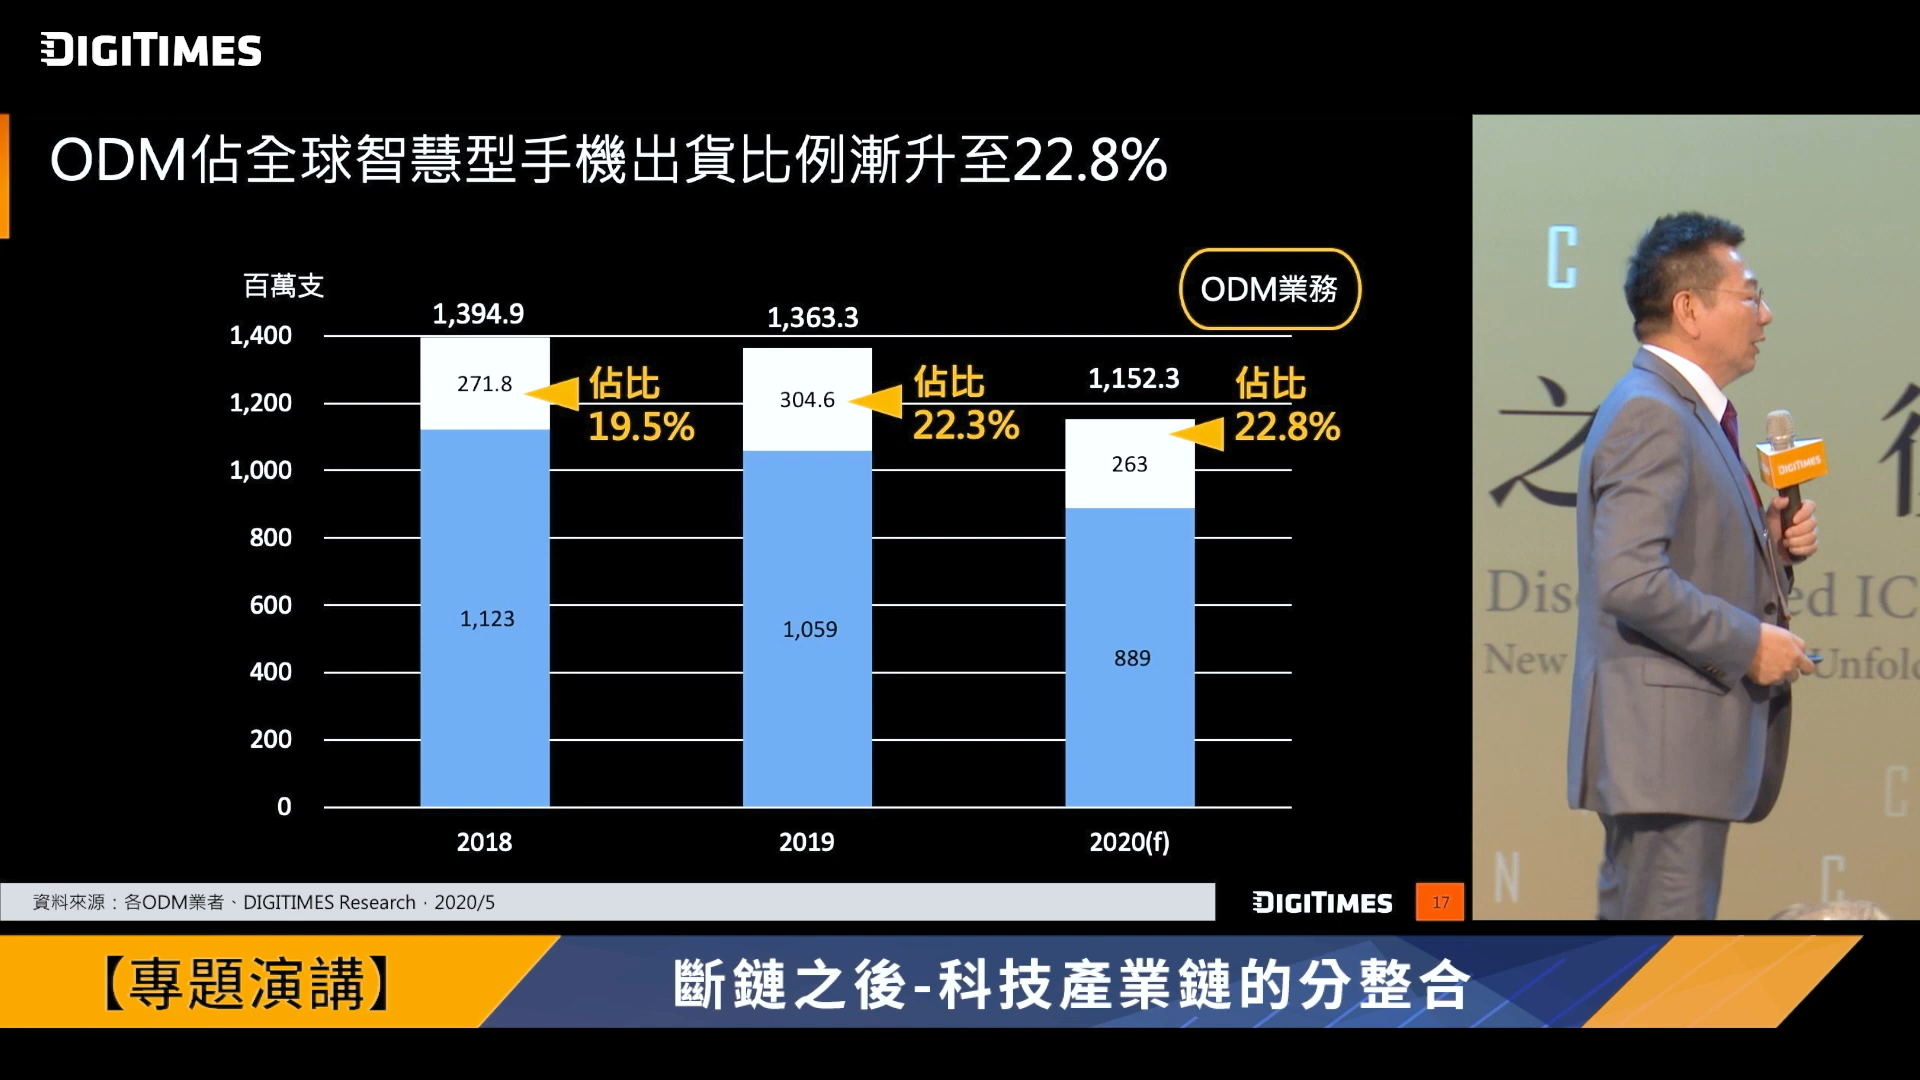 DIGITIMES
ODM佔全球智慧型手機出貨比例漸升至22.8%
百萬支
ODM業務
1,394.9
1,363.3
1,152.3
1,400
1,200
1,000
800
600
400
200
0
271.8
佔比
19.5%
304.6
佔比
22.3%
263
佔比
22.8%
1,123
1,059
889
2018
2019
2020(f)
資料來源：各ODM業者、DIGITIMES Research，2020/5
DIGITIMES
17
C
之
DIGITIMES
New
C
N
C
【專題演講】
斷鏈之後-科技產業鏈的分整合